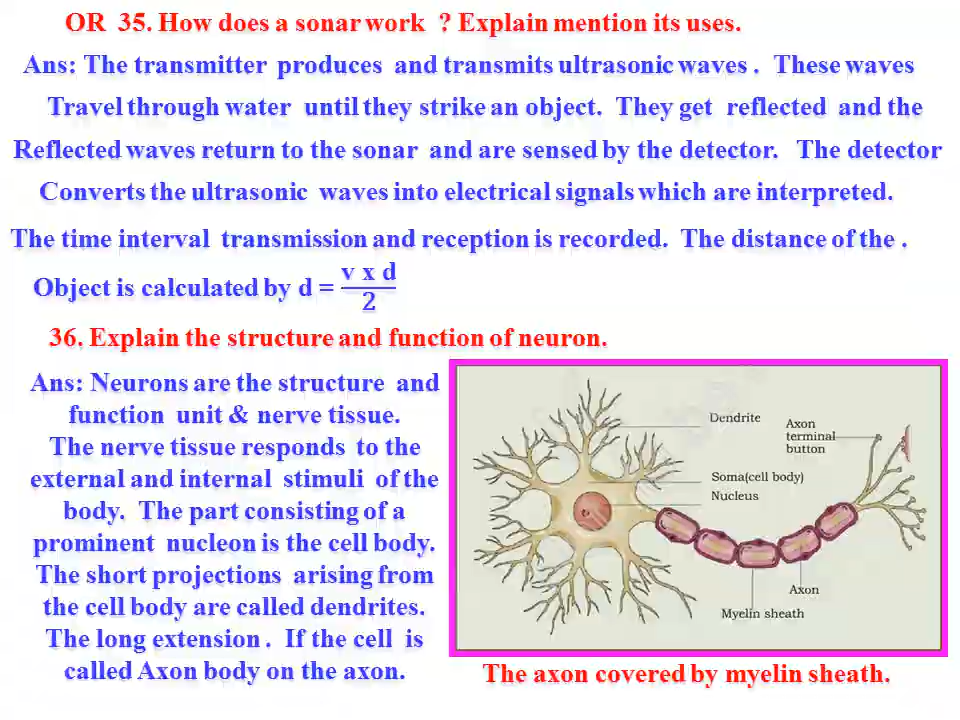 OR 35. How does a sonar work ? Explain mention its uses.
Ans: The transmitter produces and transmits ultrasonic waves . These waves
Travel through water until they strike an object. They get reflected and the
Reflected waves return to the sonar and are sensed by the detector. The detector
Converts the ultrasonic waves into electrical signals which are interpreted.
The time interval transmission and reception is recorded. The distance of the .
Object is calculated by d = v x d / 2
36. Explain the structure and function of neuron.
Ans: Neurons are the structure and
function unit & nerve tissue.
The nerve tissue responds to the
external and internal stimuli of the
body. The part consisting of a
prominent nucleon is the cell body.
The short projections arising from
the cell body are called dendrites.
The long extension . If the cell is
called Axon body on the axon.
Dendrite
Axon
terminal
button
Soma(cell body)
Nucleus
Axon
Myelin sheath
The axon covered by myelin sheath.